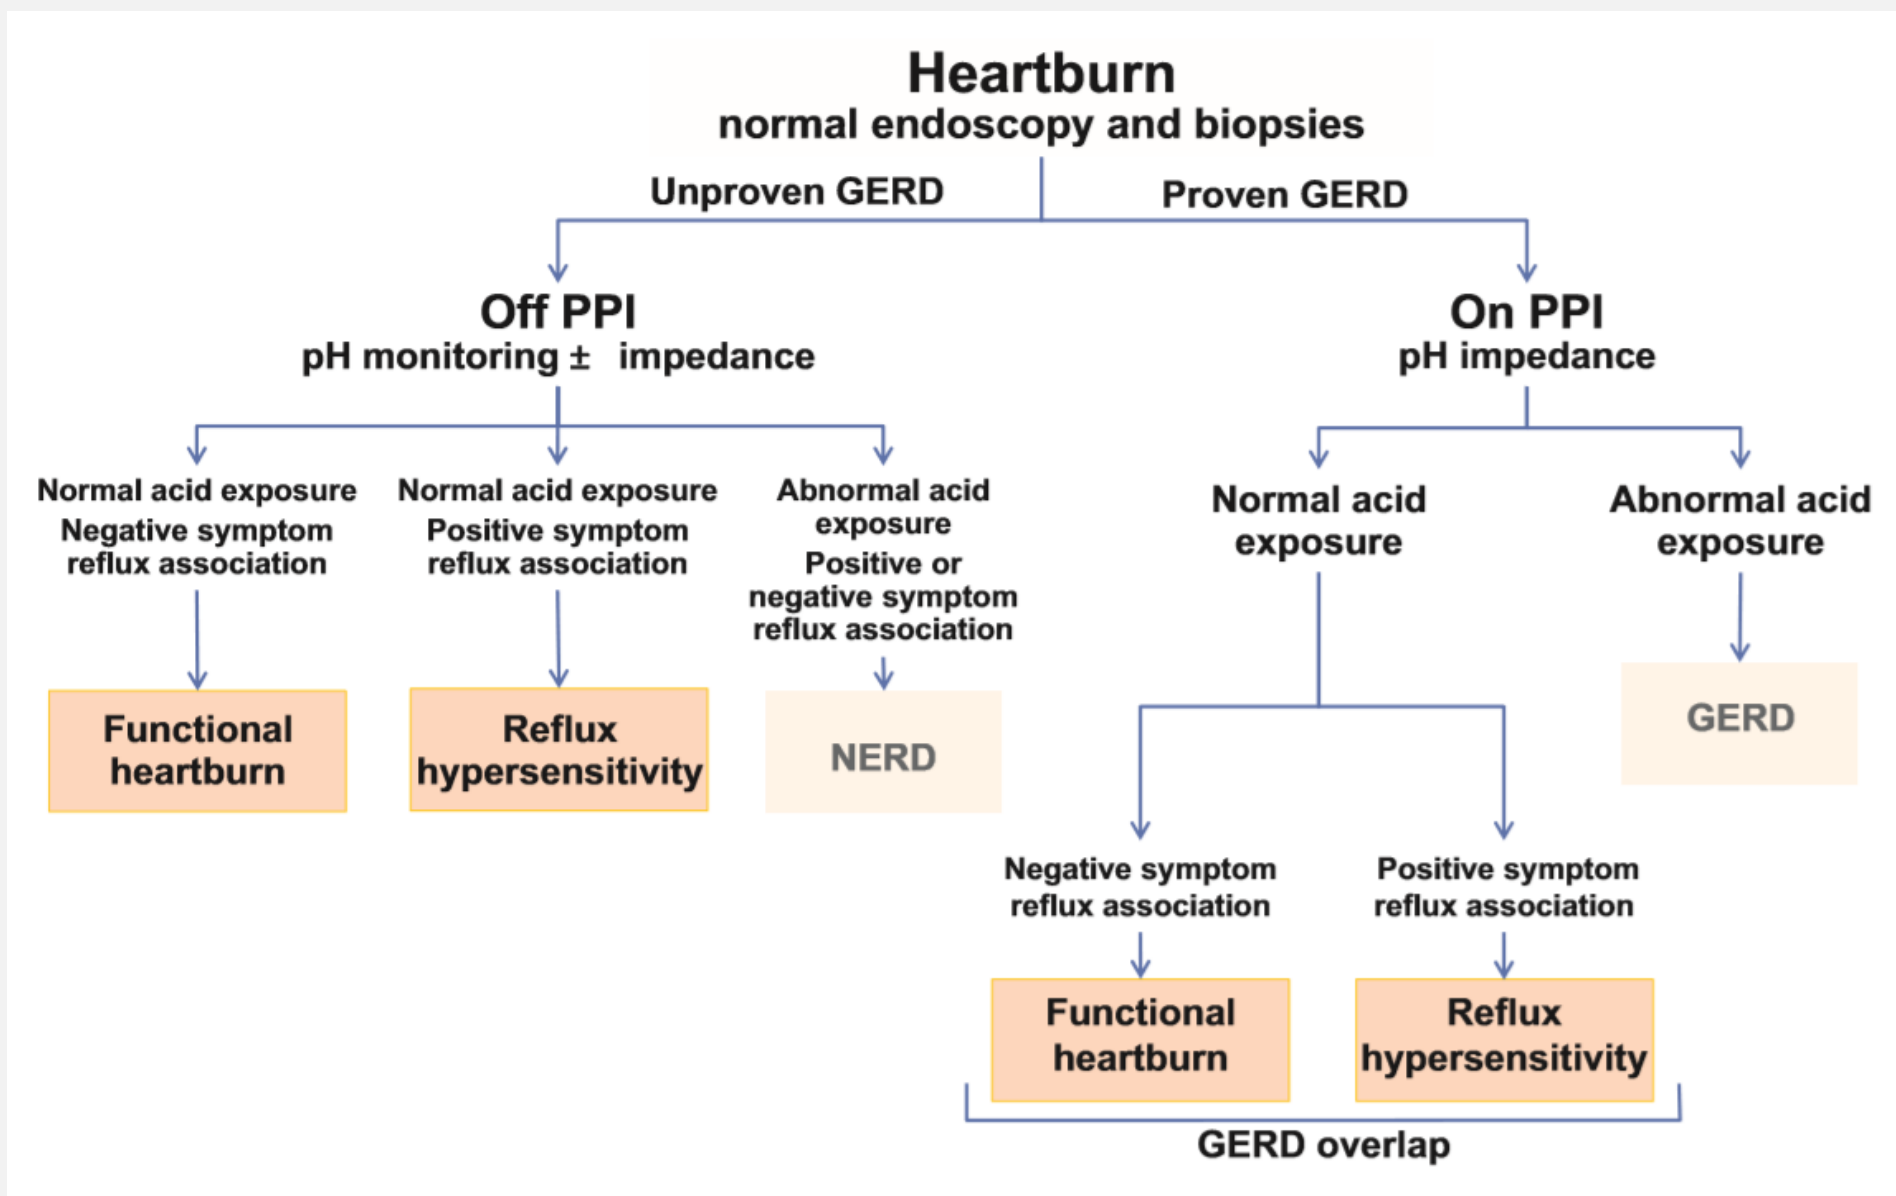 Heartburn
normal endoscopy and biopsies
Unproven GERD
Proven GERD
Off PPI
pH monitoring ± impedance
On PPI
pH impedance
Normal acid exposure
Negative symptom
reflux association
Normal acid exposure
Positive symptom
reflux association
Abnormal acid
exposure
Positive or
negative symptom
reflux association
Normal acid
exposure
Abnormal acid
exposure
Functional
heartburn
Reflux
hypersensitivity
NERD
GERD
Negative symptom
reflux association
Positive symptom
reflux association
Functional
heartburn
Reflux
hypersensitivity
GERD overlap